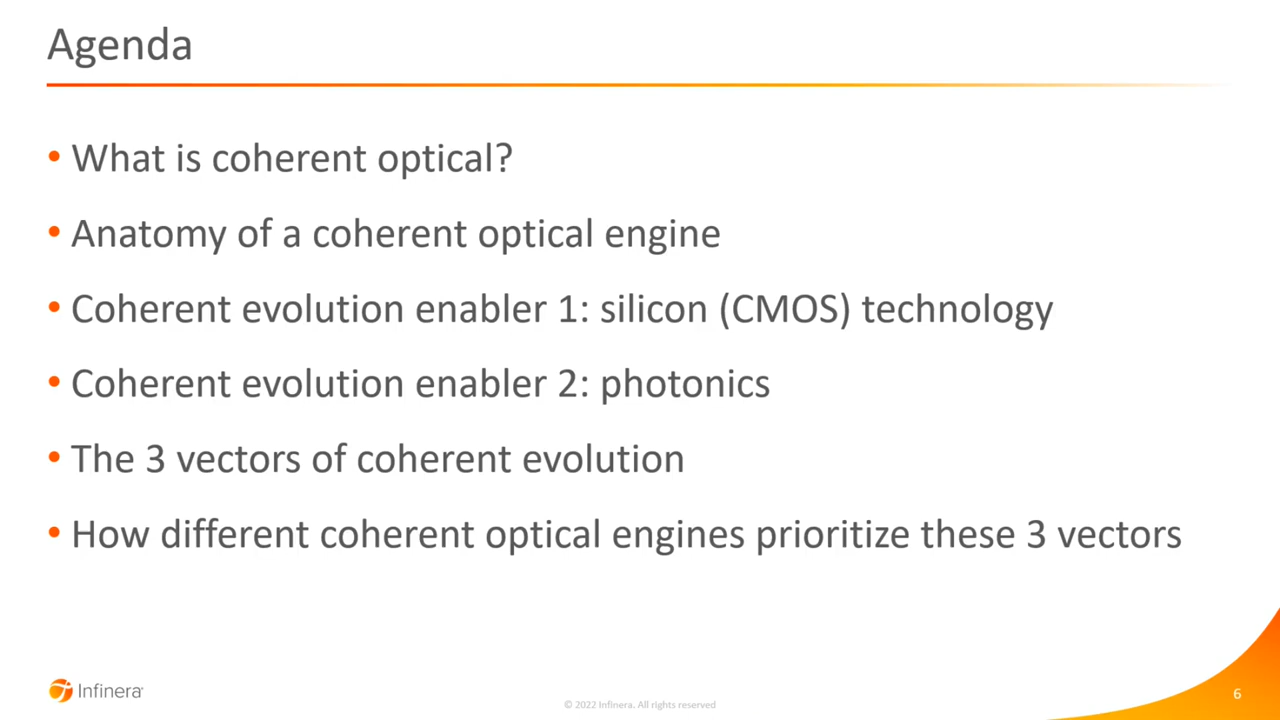 Agenda
• What is coherent optical?
• Anatomy of a coherent optical engine
• Coherent evolution enabler 1: silicon (CMOS) technology
• Coherent evolution enabler 2: photonics
• The 3 vectors of coherent evolution
• How different coherent optical engines prioritize these 3 vectors
Infinera
© 2022 Infinera. All rights reserved
6